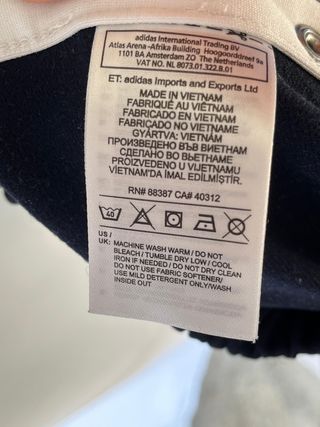 adidas International Trading BV
Atlas Arena -Afrika Building Hoogoorddreef 9a
1101 BA Amsterdam ZO The Netherlands
VAT NO. NL 8073.01.322.B.01
ET: adidas Imports and Exports Ltd
MADE IN VIETNAM
FABRIQUÉ AU VIÊTNAM
FABRICADO EN VIETNAM
FABRICADO NO VIETNAME
GYÁRTVA: VIETNÁM
ПРОИЗВЕДЕНО ВЪВ ВИЕТНАМ
СДЕЛАНО ВО ВЬЕТНАМЕ
PROIZVEDENO U VIJETNAMU
VİETNAM'DA İMAL EDİLMİŞTİR.
RN# 88387 CA# 40312
40
US /
UK: MACHINE WASH WARM / DO NOT
BLEACH / TUMBLE DRY LOW / COOL
IRON IF NEEDED / DO NOT DRY CLEAN
DO NOT USE FABRIC SOFTENER/
USE MILD DETERGENT ONLY/WASH
INSIDE OUT